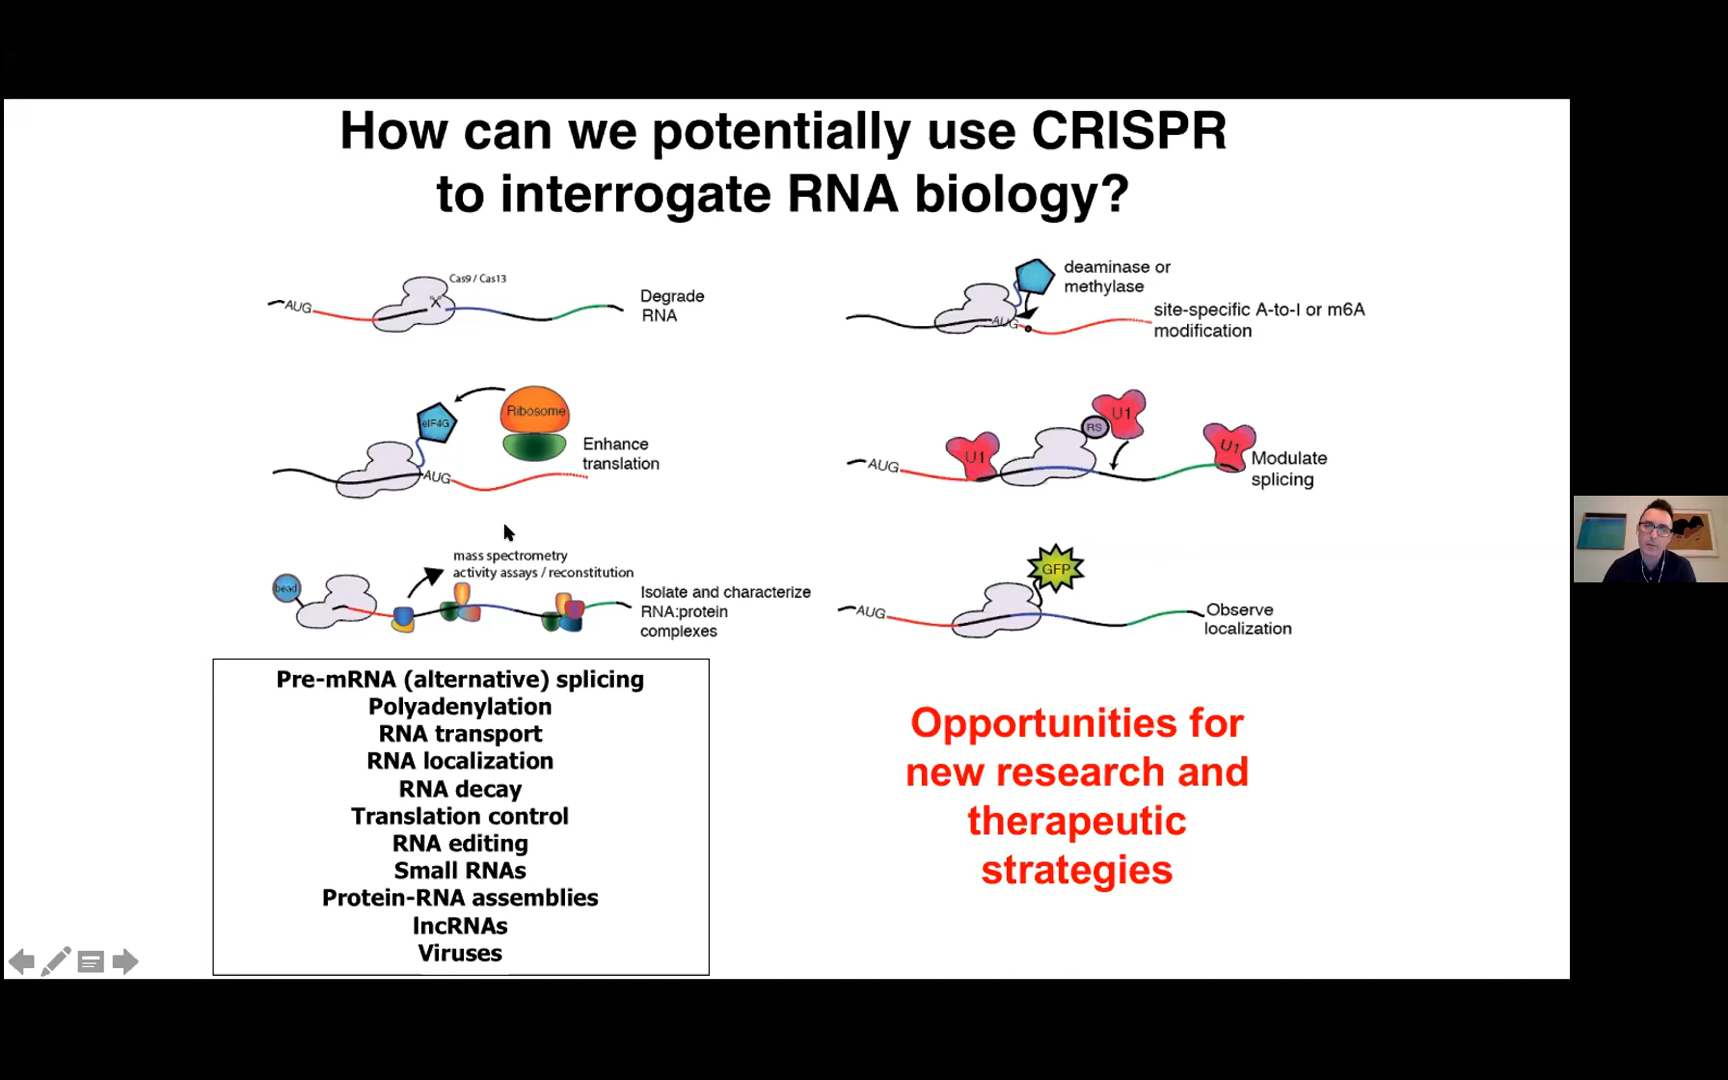 How can we potentially use CRISPR
to interrogate RNA biology?
Cas9 / Cas13
AUG
Degrade
RNA
deaminase or
methylase
AUG
site-specific A-to-I or m6A
modification
eIF4G
Ribosome
AUG
Enhance
translation
U1
RS
U1
U1
AUG
Modulate
splicing
mass spectrometry
activity assays / reconstitution
bead
Isolate and characterize
RNA:protein
complexes
GFP
AUG
Observe
localization
Pre-mRNA (alternative) splicing
Polyadenylation
RNA transport
RNA localization
RNA decay
Translation control
RNA editing
Small RNAs
Protein-RNA assemblies
lncRNAs
Viruses
Opportunities for
new research and
therapeutic
strategies